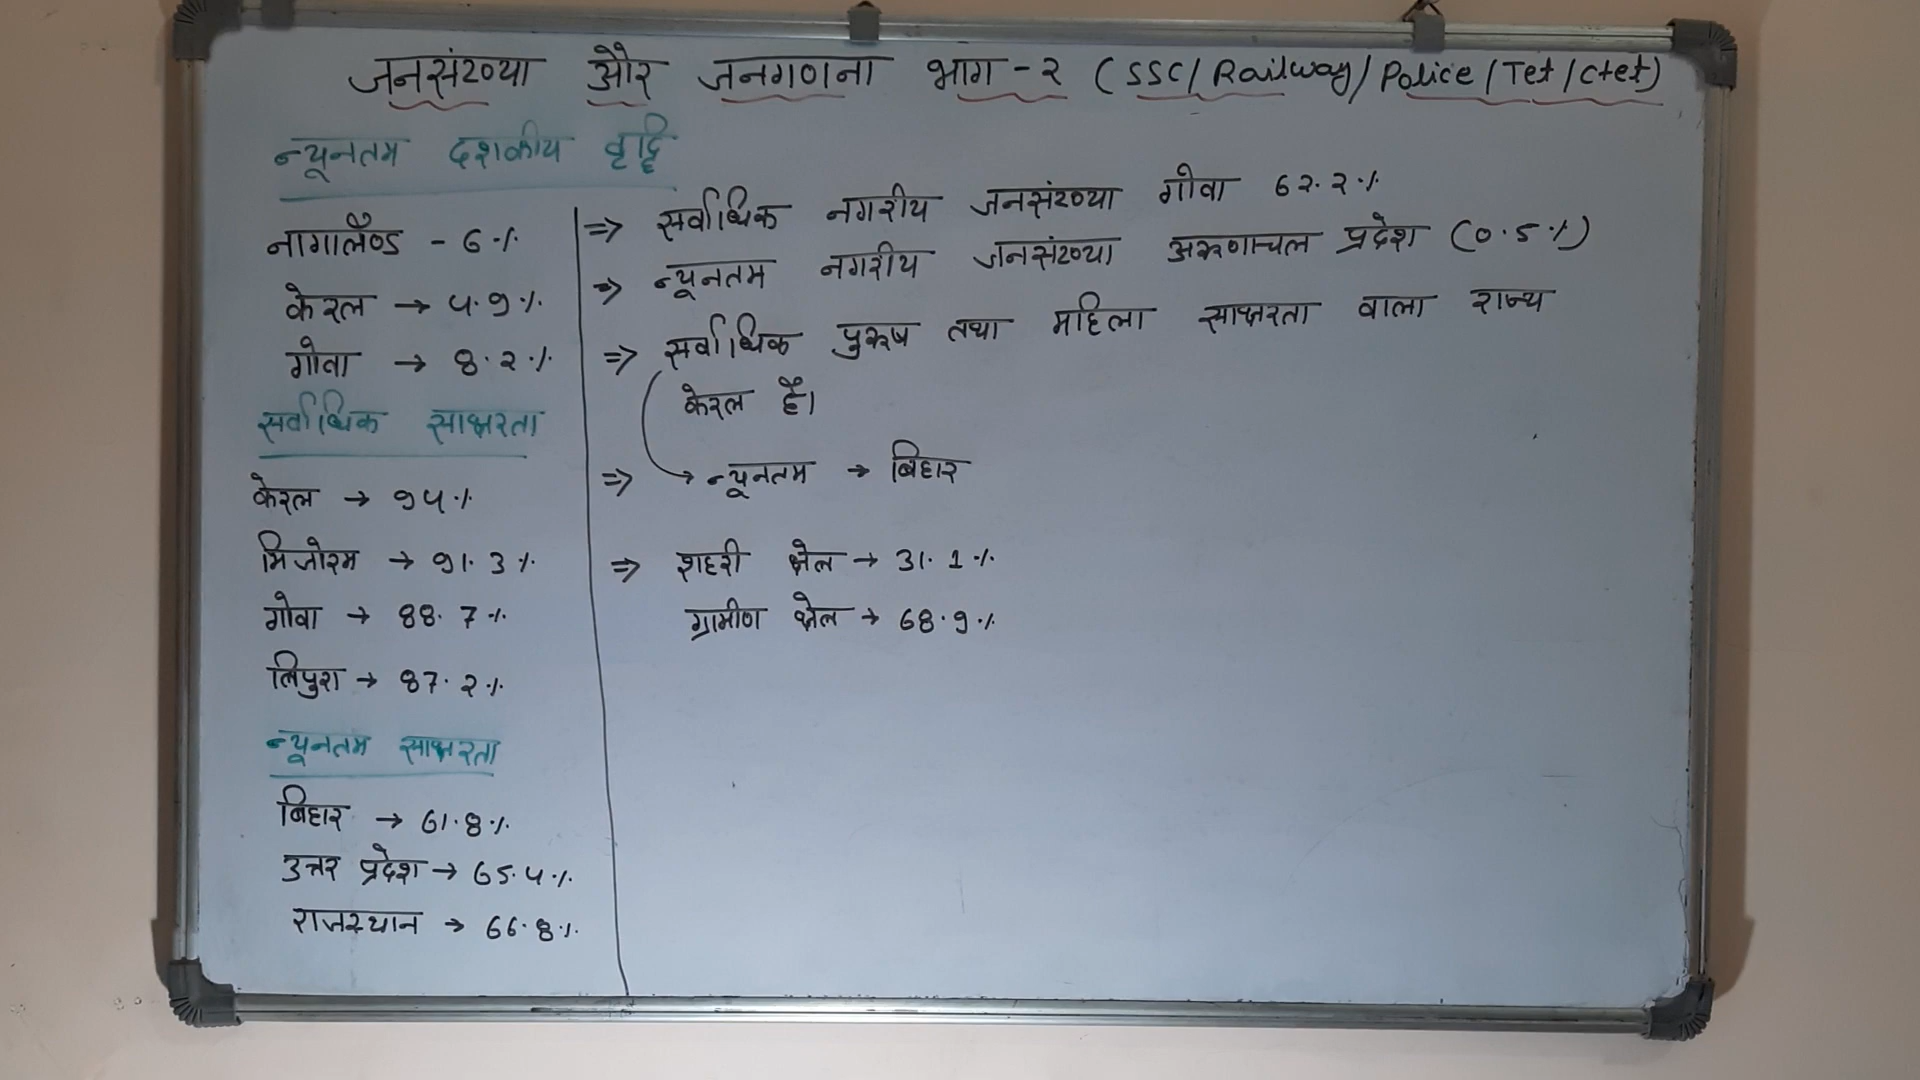 जनसंख्या और जनगणना भाग - २ (SSC/Railway/Police/Tet/Ctet)
न्यूनतम दशकीय वृद्धि
नागालैण्ड - 6%
केरल → 4.9%
गोवा → 8.2%
सर्वाधिक साक्षरता
केरल → 94%
मिजोरम → 91.3%
गोवा → 88.7%
त्रिपुरा → 87.2%
न्यूनतम साक्षरता
बिहार → 61.8%
उत्तर प्रदेश → 65.4%
राजस्थान → 66.8%
⇒ सर्वाधिक नगरीय जनसंख्या गोवा 62.2%
⇒ न्यूनतम नगरीय जनसंख्या अरुणाचल प्रदेश (0.5%)
⇒ सर्वाधिक पुरुष तथा महिला साक्षरता वाला राज्य
केरल है।
⇒ → न्यूनतम → बिहार
⇒ शहरी क्षेत्र → 31.1%
ग्रामीण क्षेत्र → 68.9%